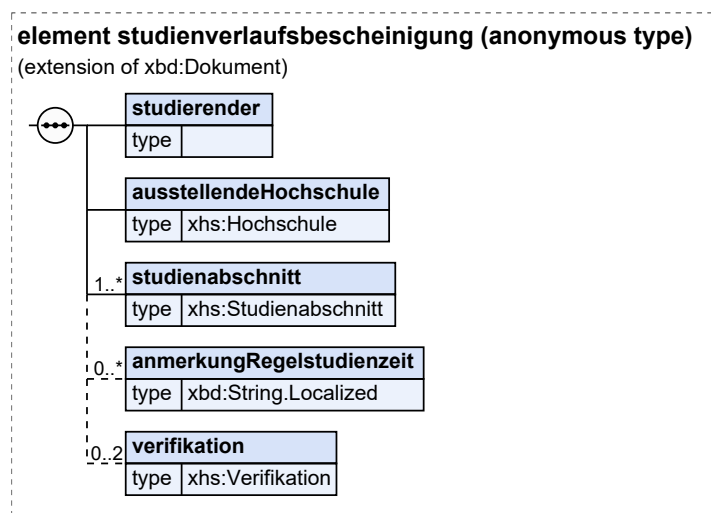 element studienverlaufsbescheinigung (anonymous type)
(extension of xbd:Dokument)
studierender
type
ausstellendeHochschule
type xhs:Hochschule
1..* studienabschnitt
type xhs:Studienabschnitt
0..* anmerkungRegelstudienzeit
type xbd:String.Localized
0..2 verifikation
type xhs:Verifikation